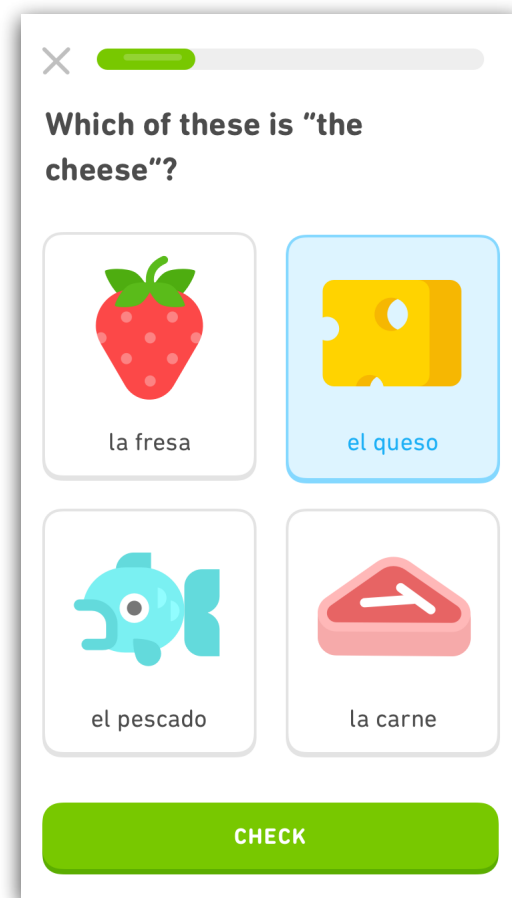 Which of these is ”the
cheese”?
la fresa
el queso
el pescado
la carne
CHECK